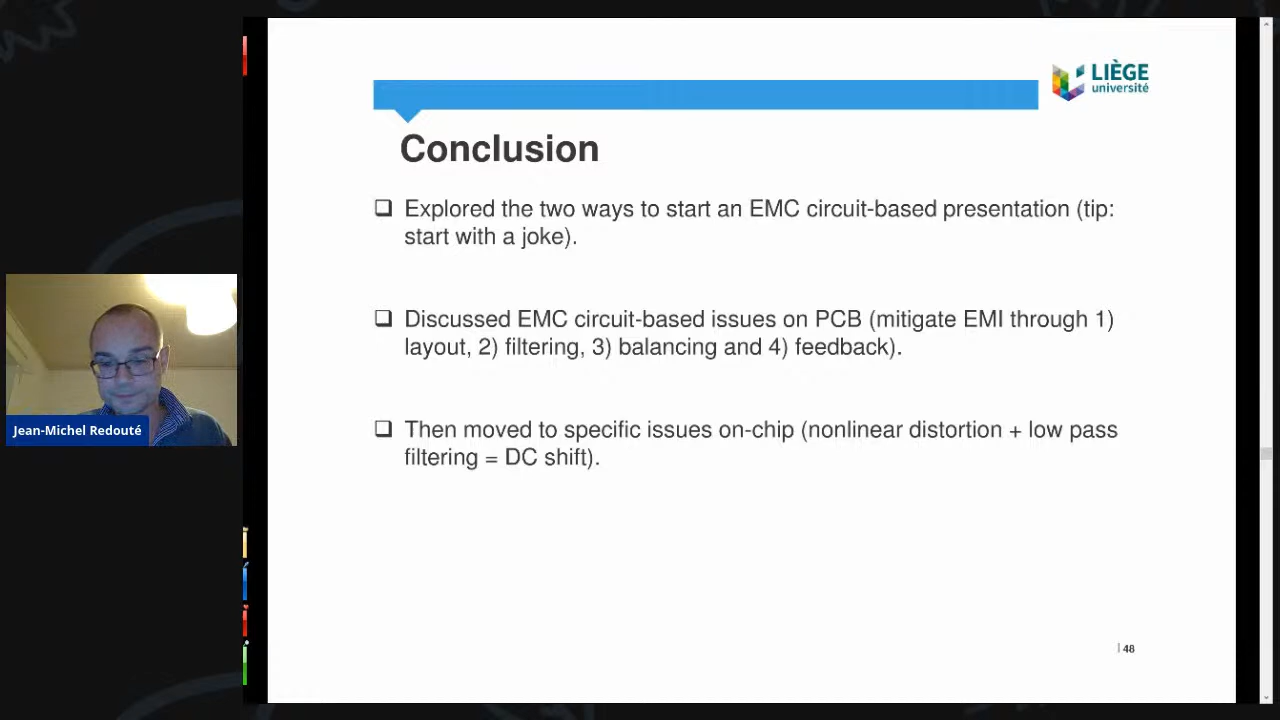 LIÈGE
université
Conclusion
❑ Explored the two ways to start an EMC circuit-based presentation (tip:
start with a joke).
❑ Discussed EMC circuit-based issues on PCB (mitigate EMI through 1)
layout, 2) filtering, 3) balancing and 4) feedback).
❑ Then moved to specific issues on-chip (nonlinear distortion + low pass
filtering = DC shift).
Jean-Michel Redouté
48